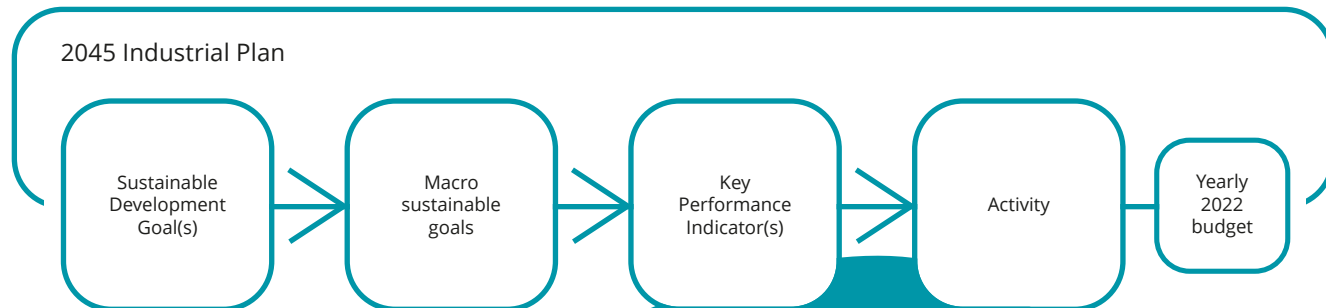 2045 Industrial Plan
Sustainable
Development
Goal(s)
Macro
sustainable
goals
Key
Performance
Indicator(s)
Activity
Yearly
2022
budget